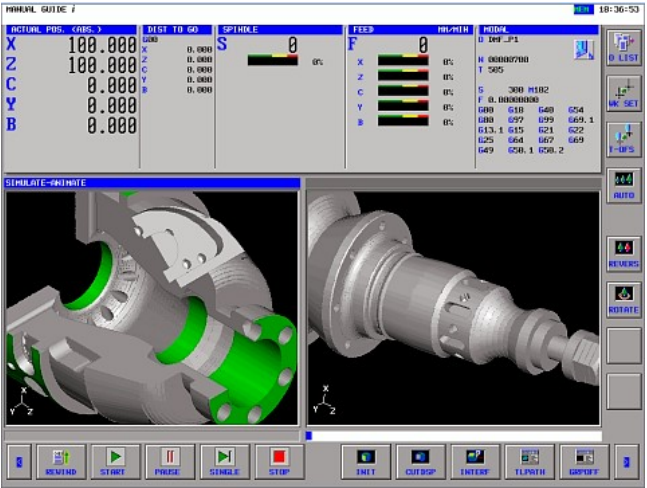 MANUAL GUIDE i
MEM 18:36:53
ACTUAL POS. (ABS.)
X 100.000
Z 100.000
C 0.000
Y 0.000
B 0.000
DIST TO GO
G00
X 0.000
Z 0.000
C 0.000
Y 0.000
B 0.000
SPINDLE
S 0
0%
FEED MM/MIN
F 0
X 0%
Z 0%
C 0%
Y 0%
B 0%
MODAL
N 00000700
T 505
S 300 M102
F 0.00000000
G00 G18 G40 G54
G80 G97 G99 G69.1
G13.1 G15 G21 G22
G25 G64 G67 G69
G49 G50.1 G50.2
O LIST
WK SET
T-OFS
AUTO
REVERS
ROTATE
SIMULATE-ANIMATE
X
Y Z
X
Y Z
<
REWIND
START
PAUSE
SINGLE
STOP
INIT
CUTDSP
INTERF
TLPATH
GRPOFF
>